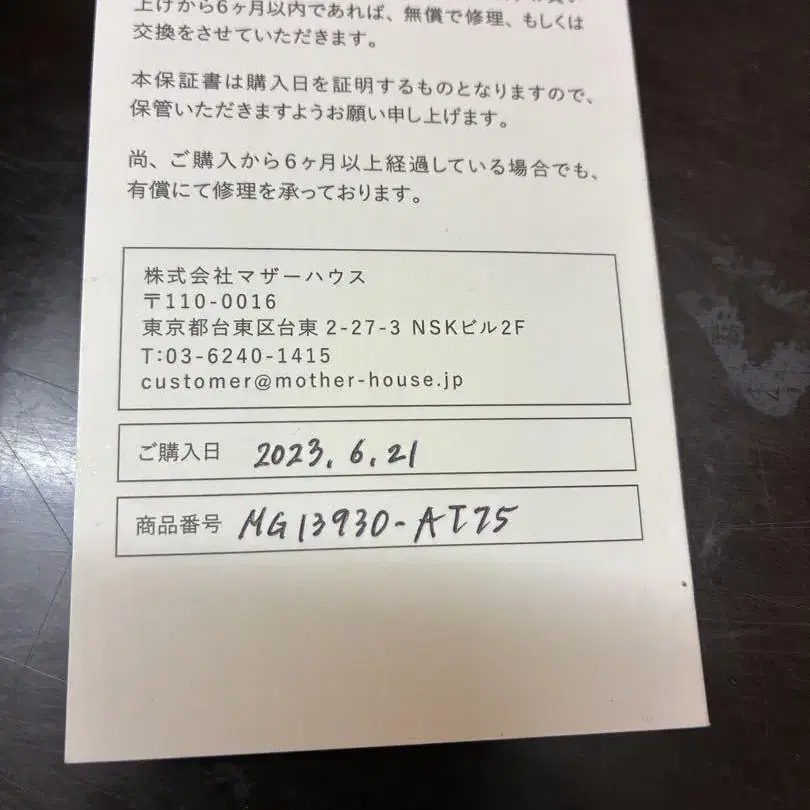 上げから6ヶ月以内であれば、無償で修理、もしくは
交換をさせていただきます。
本保証書は購入日を証明するものとなりますので、
保管いただきますようお願い申し上げます。
尚、ご購入から6ヶ月以上経過している場合でも、
有償にて修理を承っております。
株式会社マザーハウス
〒110-0016
東京都台東区台東2-27-3 NSKビル2F
T:03-6240-1415
customer@mother-house.jp
ご購入日 2023.6.21
商品番号 MG13930-AT75